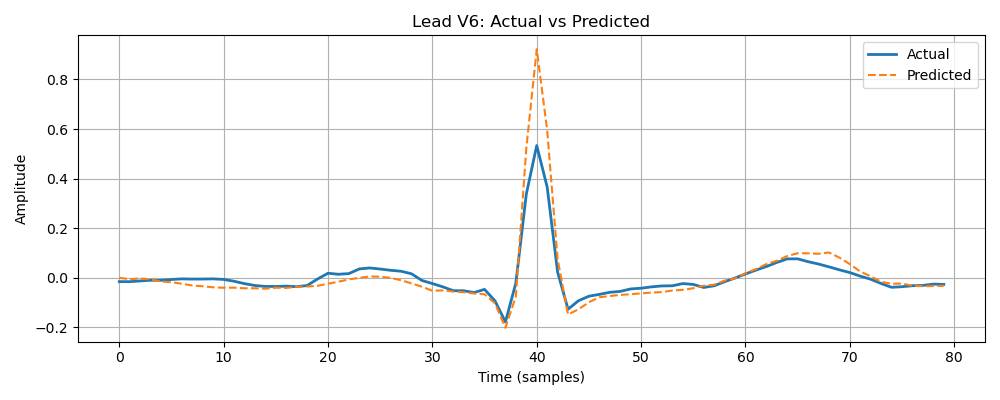 Lead V6: Actual vs Predicted
Actual
Predicted
Amplitude
0.8
0.6
0.4
0.2
0.0
−0.2
0 10 20 30 40 50 60 70 80
Time (samples)